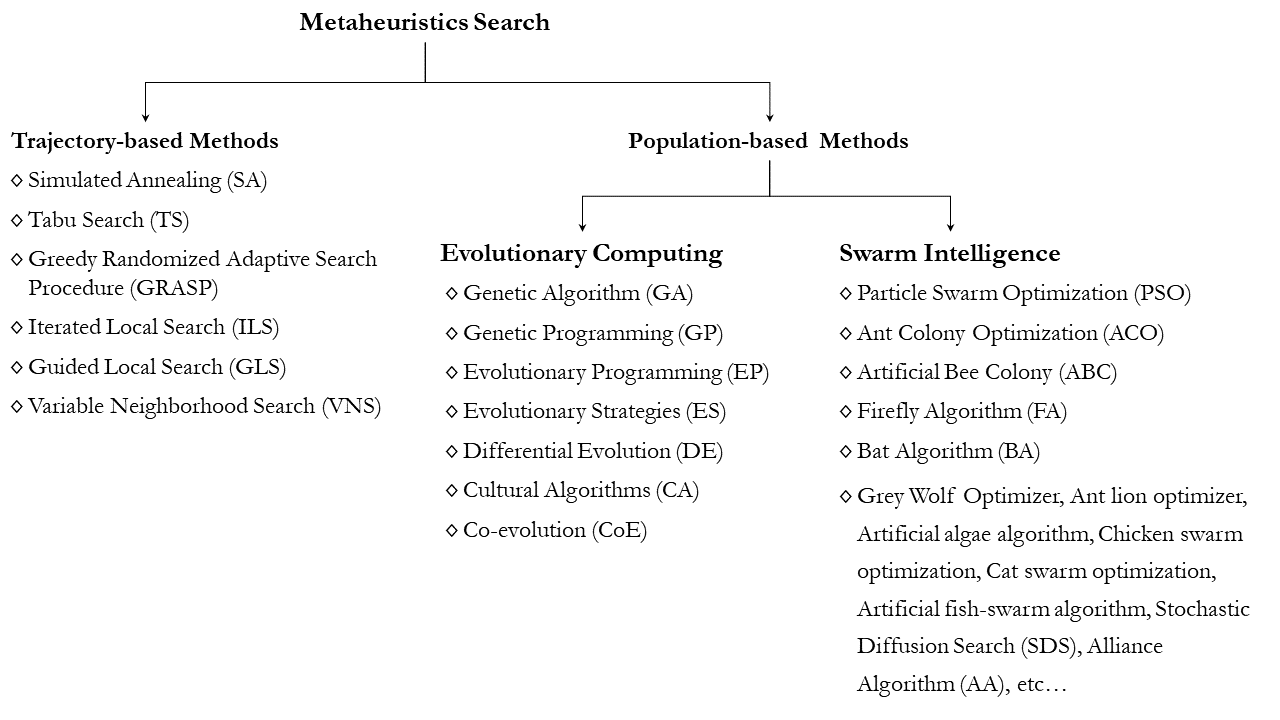 Metaheuristics Search
Trajectory-based Methods
◊ Simulated Annealing (SA)
◊ Tabu Search (TS)
◊ Greedy Randomized Adaptive Search
Procedure (GRASP)
◊ Iterated Local Search (ILS)
◊ Guided Local Search (GLS)
◊ Variable Neighborhood Search (VNS)
Population-based Methods
Evolutionary Computing
◊ Genetic Algorithm (GA)
◊ Genetic Programming (GP)
◊ Evolutionary Programming (EP)
◊ Evolutionary Strategies (ES)
◊ Differential Evolution (DE)
◊ Cultural Algorithms (CA)
◊ Co-evolution (CoE)
Swarm Intelligence
◊ Particle Swarm Optimization (PSO)
◊ Ant Colony Optimization (ACO)
◊ Artificial Bee Colony (ABC)
◊ Firefly Algorithm (FA)
◊ Bat Algorithm (BA)
◊ Grey Wolf Optimizer, Ant lion optimizer,
Artificial algae algorithm, Chicken swarm
optimization, Cat swarm optimization,
Artificial fish-swarm algorithm, Stochastic
Diffusion Search (SDS), Alliance
Algorithm (AA), etc…